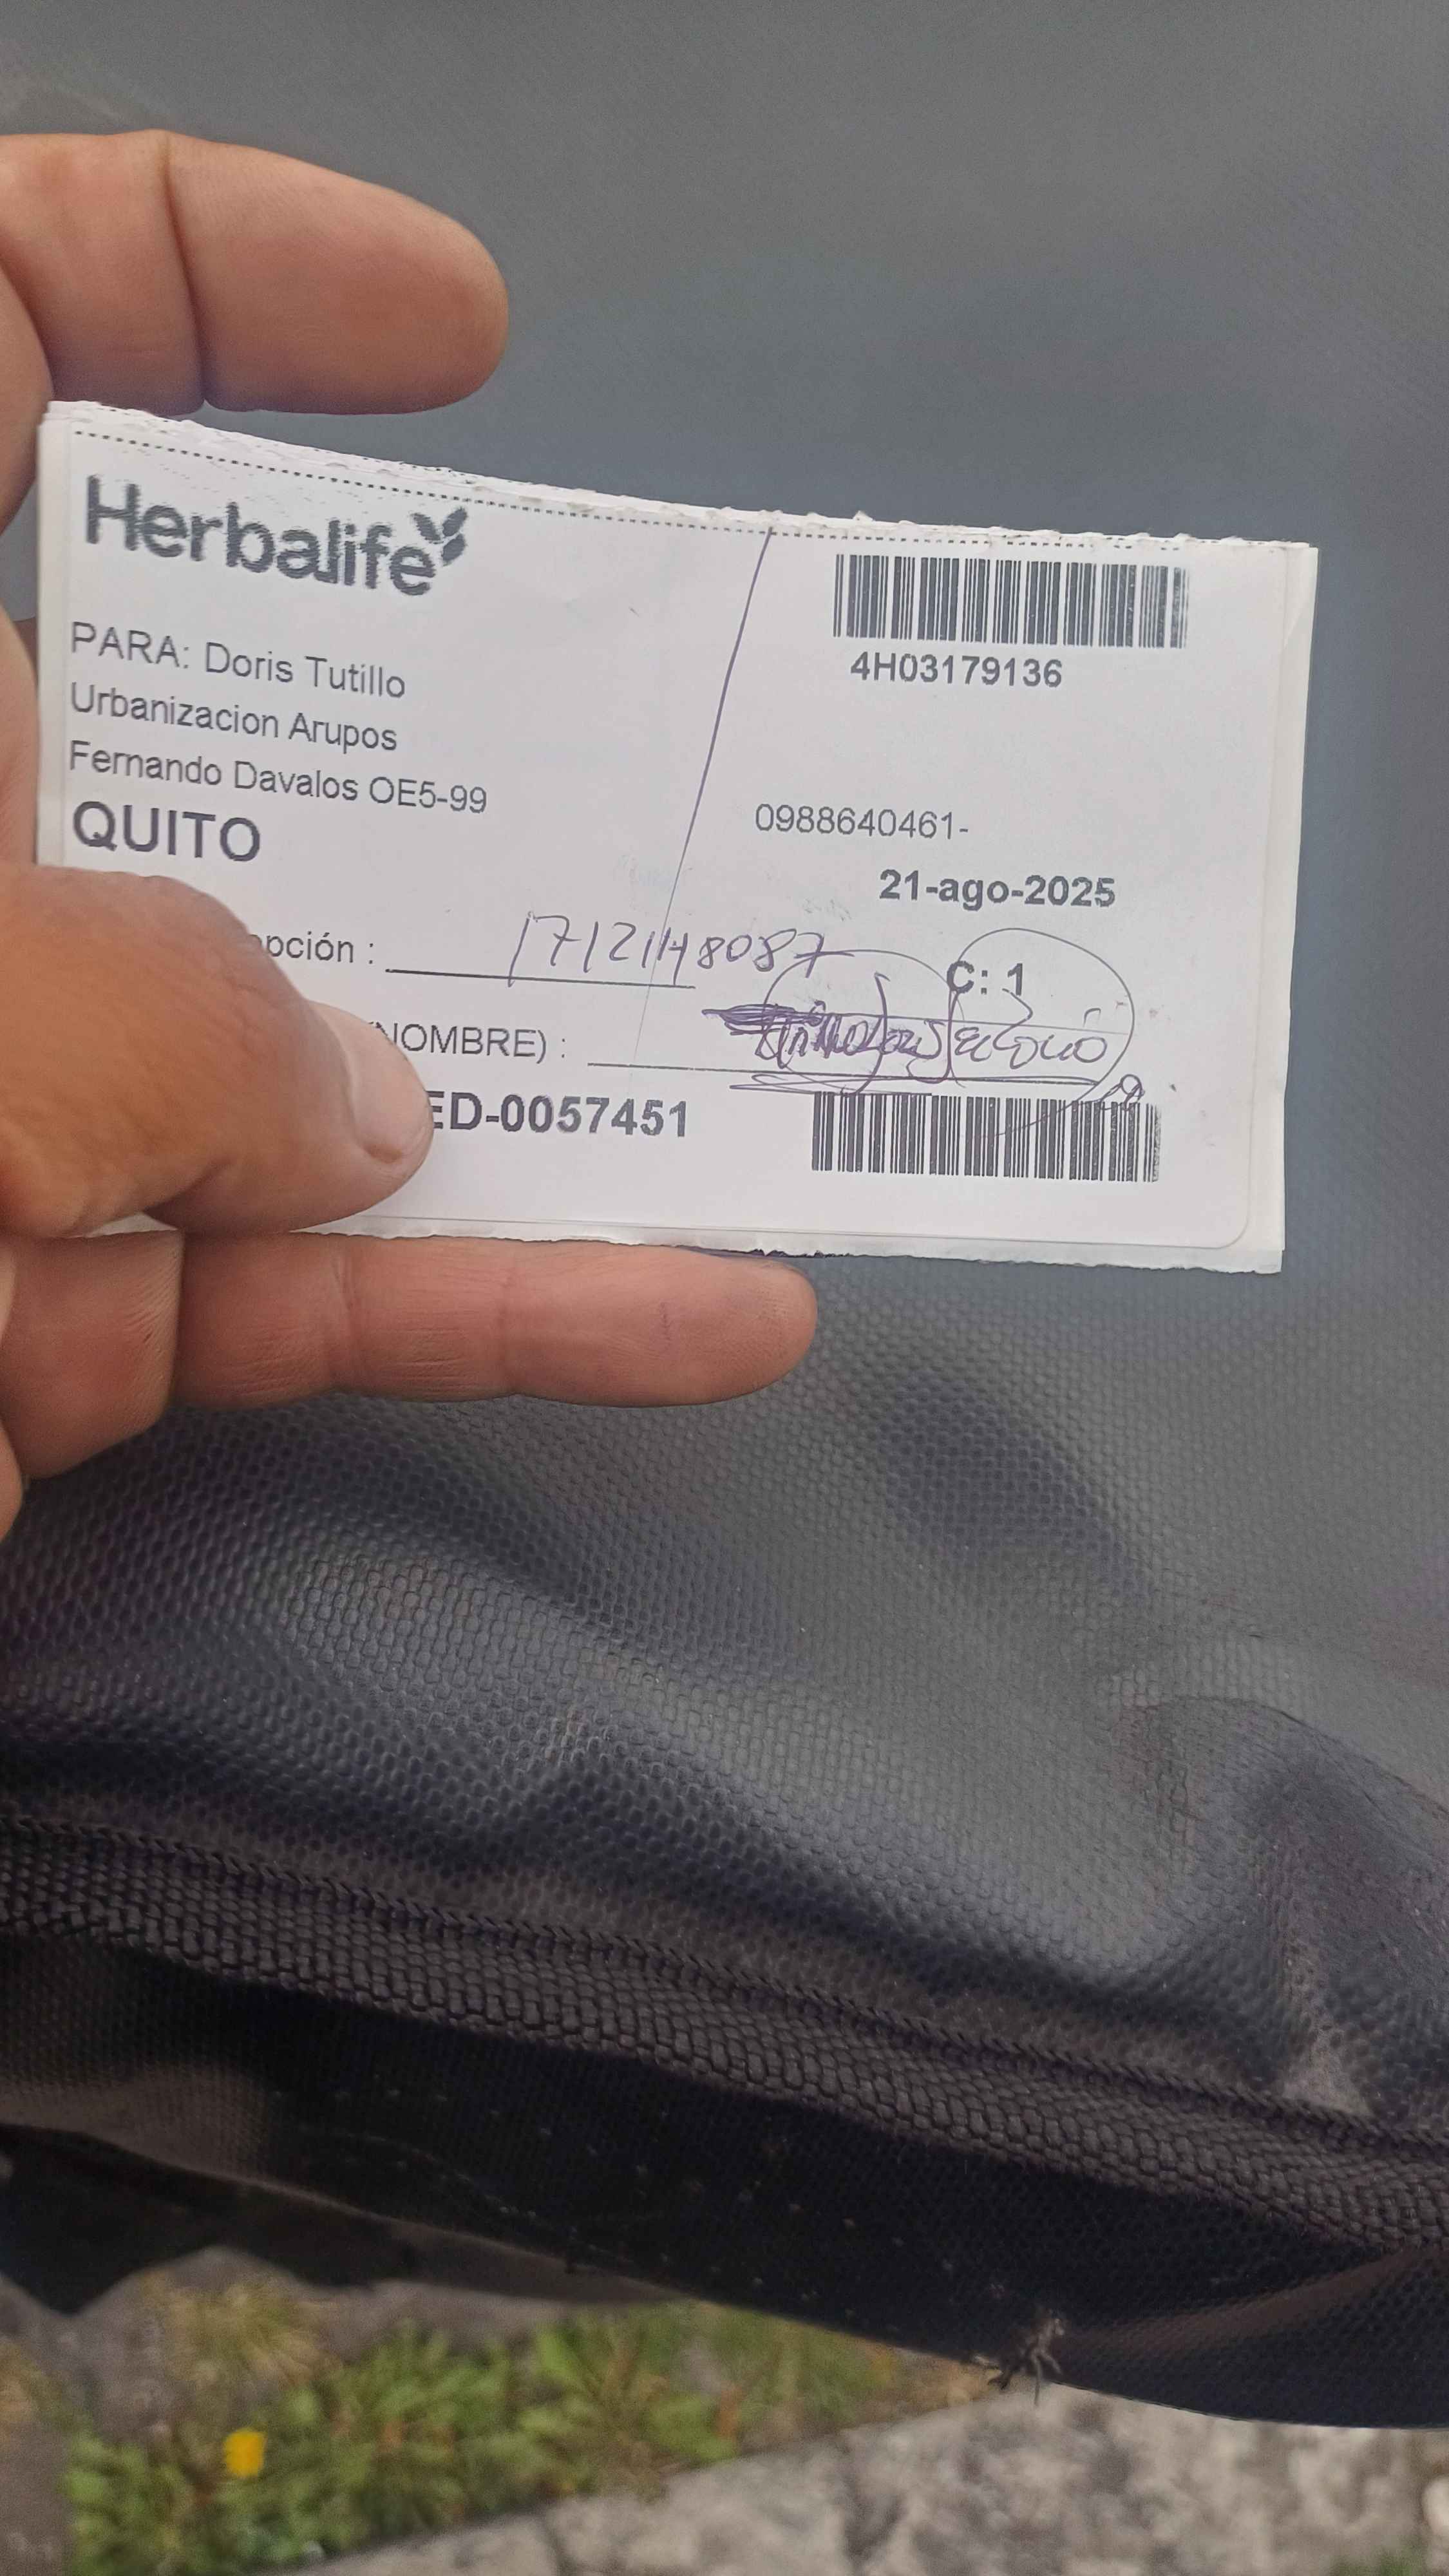 Herbalife
4H03179136
PARA: Doris Tutillo
Urbanizacion Arupos
Fernando Davalos OE5-99
QUITO
0988640461-
21-ago-2025
pción : 1712148087
C: 1
NOMBRE) :
ED-0057451